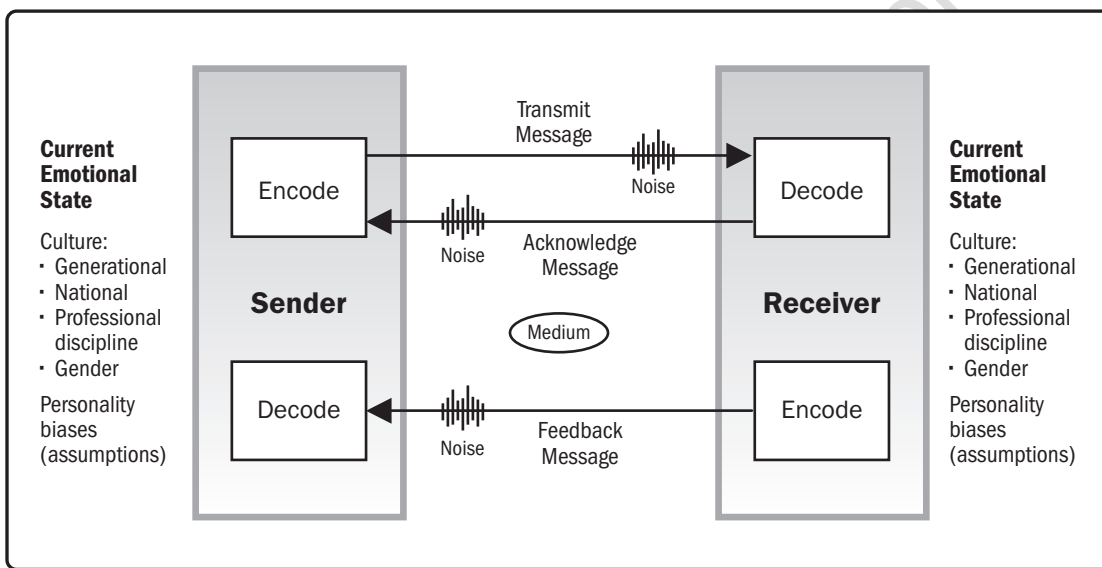 Current
Emotional
State
Culture:
· Generational
· National
· Professional
discipline
· Gender
Personality
biases
(assumptions)
Encode
Sender
Decode
Transmit
Message
Noise
Noise
Acknowledge
Message
Medium
Noise
Feedback
Message
Decode
Receiver
Encode
Current
Emotional
State
Culture:
· Generational
· National
· Professional
discipline
· Gender
Personality
biases
(assumptions)